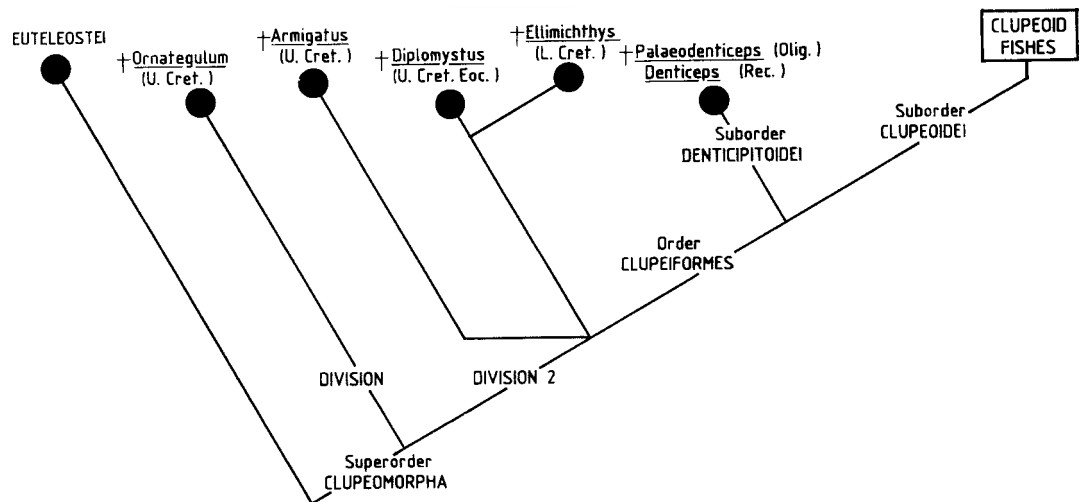 EUTELEOSTEI
†Ornategulum
(U. Cret.)
†Armigatus
(U. Cret.)
†Diplomystus
(U. Cret. Eoc.)
†Ellimichthys
(L. Cret.)
†Palaeodenticeps (Olig.)
Denticeps (Rec.)
CLUPEOID
FISHES
Suborder
DENTICIPITOIDEI
Suborder
CLUPEOIDEI
Order
CLUPEIFORMES
DIVISION
DIVISION 2
Superorder
CLUPEOMORPHA